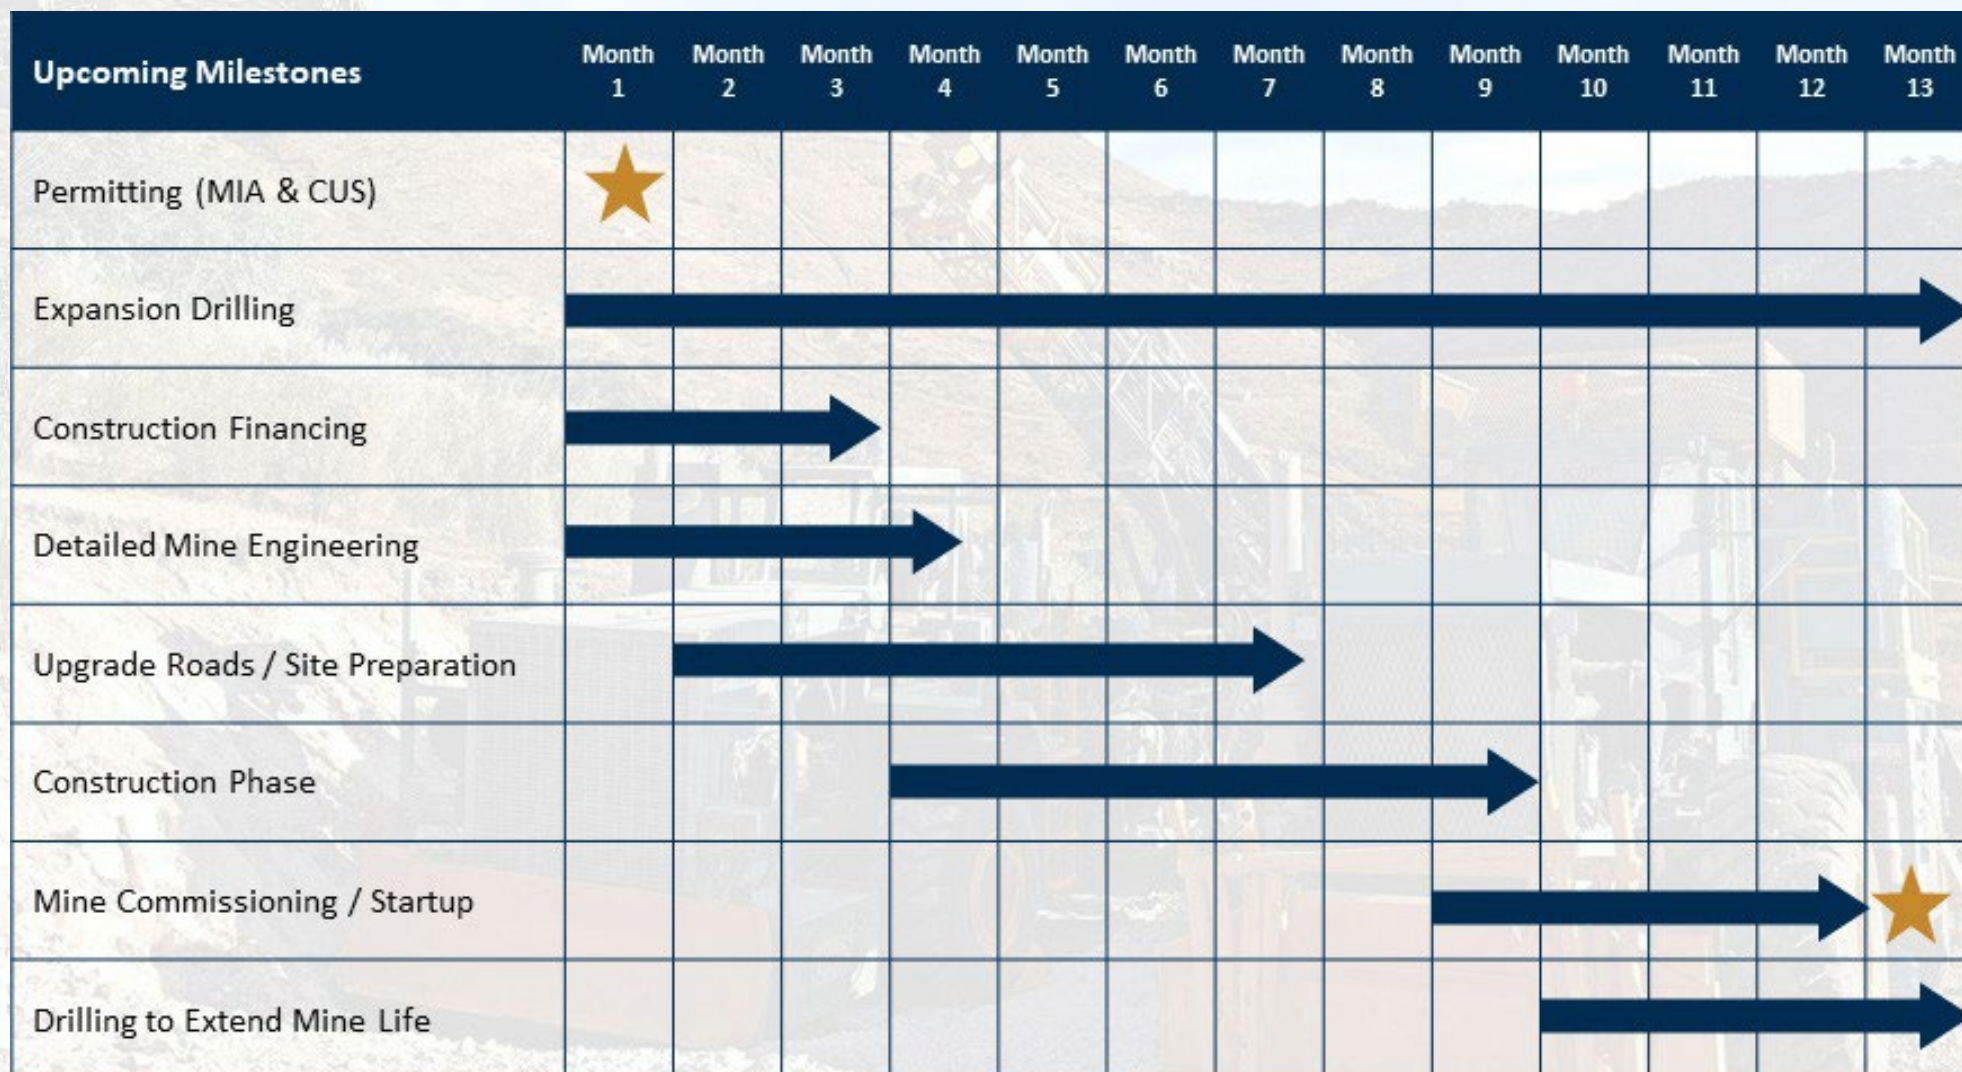 Upcoming Milestones
Month 1
Month 2
Month 3
Month 4
Month 5
Month 6
Month 7
Month 8
Month 9
Month 10
Month 11
Month 12
Month 13
Permitting (MIA & CUS)
Expansion Drilling
Construction Financing
Detailed Mine Engineering
Upgrade Roads / Site Preparation
Construction Phase
Mine Commissioning / Startup
Drilling to Extend Mine Life